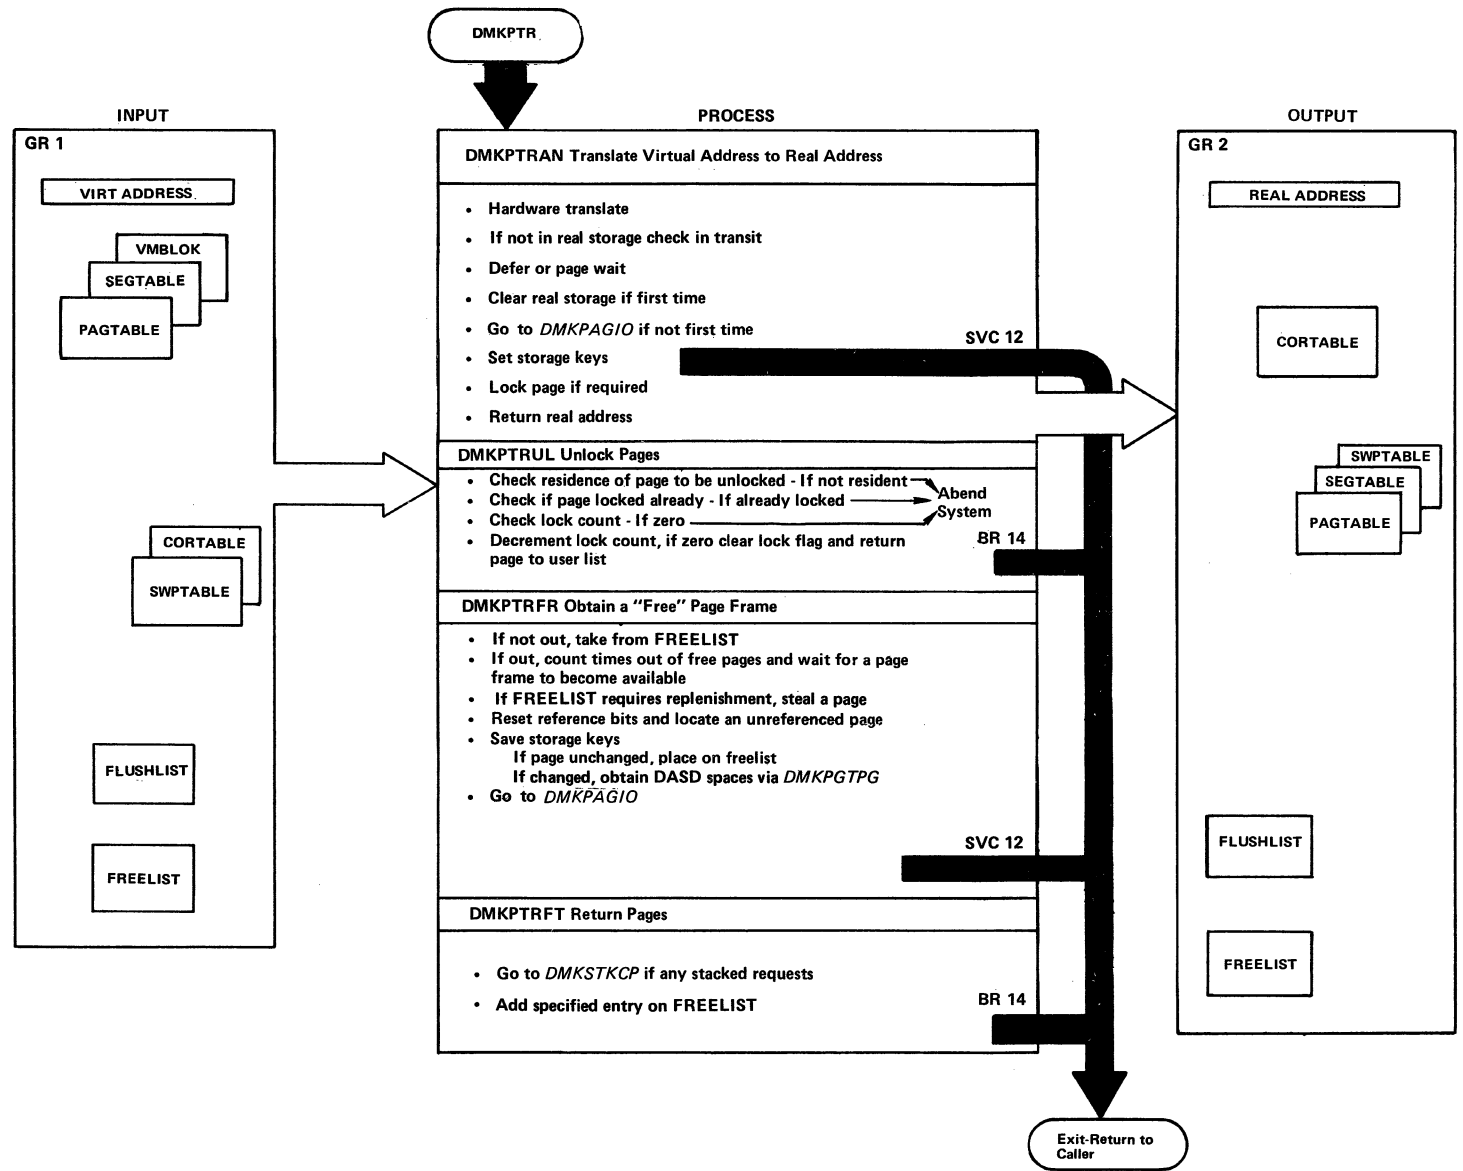 DMKPTR
INPUT
PROCESS
OUTPUT
GR 1
VIRT ADDRESS
VMBLOK
SEGTABLE
PAGTABLE
CORTABLE
SWPTABLE
FLUSHLIST
FREELIST
DMKPTRAN Translate Virtual Address to Real Address
• Hardware translate
• If not in real storage check in transit
• Defer or page wait
• Clear real storage if first time
• Go to DMKPAGIO if not first time
SVC 12
• Set storage keys
• Lock page if required
• Return real address
DMKPTRUL Unlock Pages
• Check residence of page to be unlocked - If not resident
• Check if page locked already - If already locked
• Check lock count - If zero
Abend
System
• Decrement lock count, if zero clear lock flag and return
page to user list
BR 14
DMKPTRFR Obtain a "Free" Page Frame
• If not out, take from FREELIST
• If out, count times out of free pages and wait for a page
frame to become available
• If FREELIST requires replenishment, steal a page
• Reset reference bits and locate an unreferenced page
• Save storage keys
If page unchanged, place on freelist
If changed, obtain DASD spaces via DMKPGTPG
• Go to DMKPAGIO
SVC 12
DMKPTRFT Return Pages
• Go to DMKSTKCP if any stacked requests
• Add specified entry on FREELIST
BR 14
GR 2
REAL ADDRESS
CORTABLE
SWPTABLE
SEGTABLE
PAGTABLE
FLUSHLIST
FREELIST
Exit-Return to
Caller